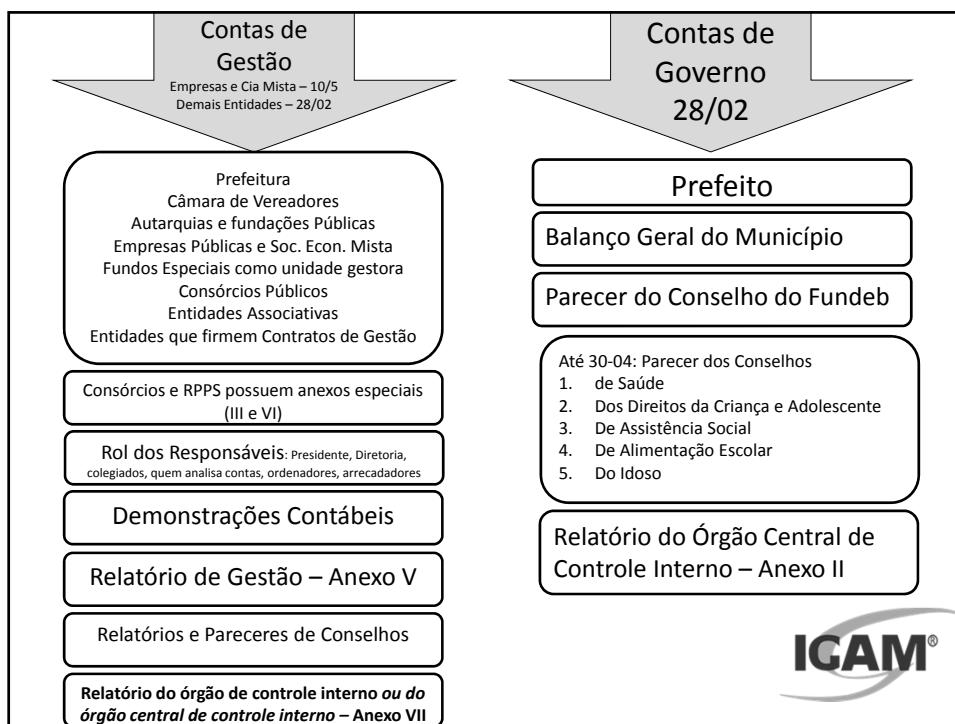 Contas de
Gestão
Empresas e Cia Mista – 10/5
Demais Entidades – 28/02
Prefeitura
Câmara de Vereadores
Autarquias e fundações Públicas
Empresas Públicas e Soc. Econ. Mista
Fundos Especiais como unidade gestora
Consórcios Públicos
Entidades Associativas
Entidades que firmem Contratos de Gestão
Consórcios e RPPS possuem anexos especiais
(III e VI)
Rol dos Responsáveis: Presidente, Diretoria,
colegiados, quem analisa contas, ordenadores, arrecadadores
Demonstrações Contábeis
Relatório de Gestão – Anexo V
Relatórios e Pareceres de Conselhos
Relatório do órgão de controle interno ou do
órgão central de controle interno – Anexo VII
Contas de
Governo
28/02
Prefeito
Balanço Geral do Município
Parecer do Conselho do Fundeb
Até 30-04: Parecer dos Conselhos
1. de Saúde
2. Dos Direitos da Criança e Adolescente
3. De Assistência Social
4. De Alimentação Escolar
5. Do Idoso
Relatório do Órgão Central de
Controle Interno – Anexo II
IGAM®